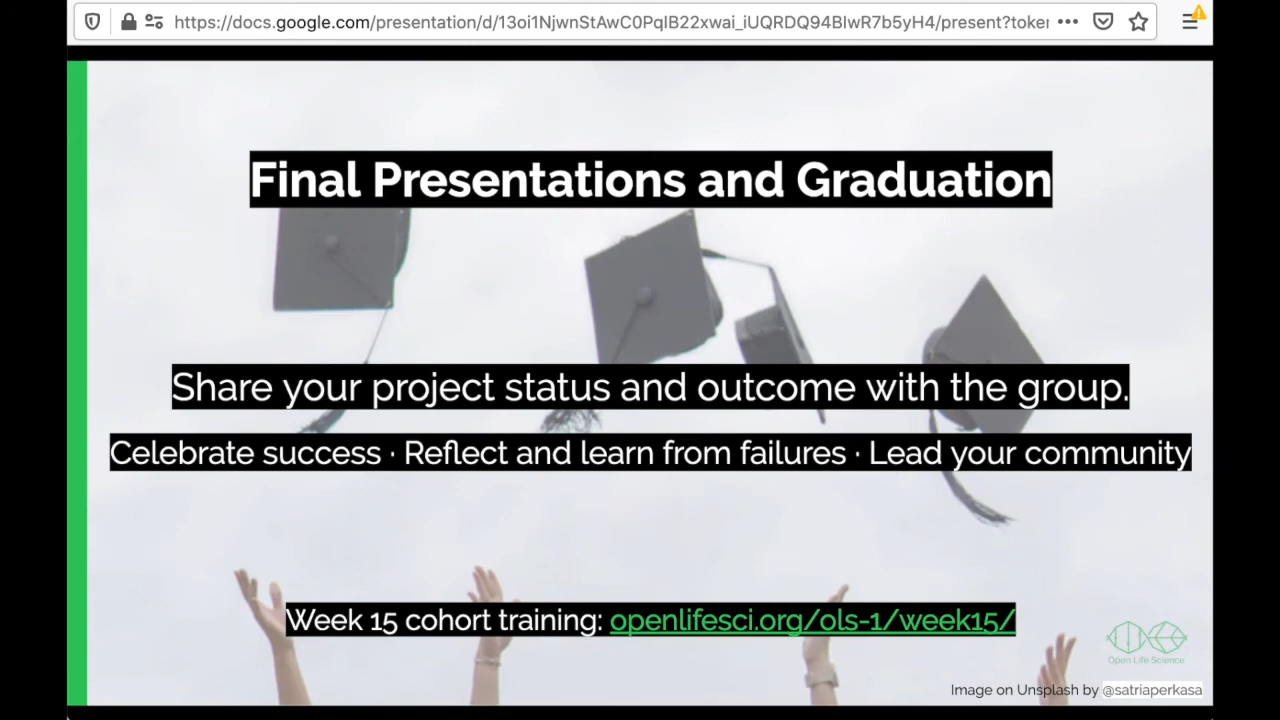 https://docs.google.com/presentation/d/13oi1NjwnStAwC0PqlB22xwai_iUQRDQ94BlwR7b5yH4/present?token
Final Presentations and Graduation
Share your project status and outcome with the group.
Celebrate success · Reflect and learn from failures · Lead your community
Week 15 cohort training: openlifesci.org/ols-1/week15/
Open Life Science
Image on Unsplash by @satriaperkasa